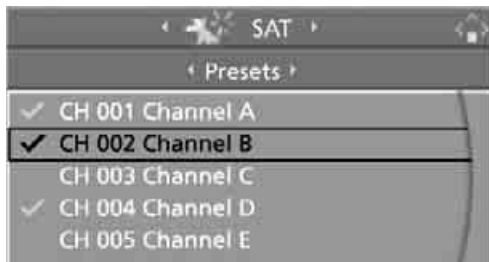 SAT
Presets
CH 001 Channel A
CH 002 Channel B
CH 003 Channel C
CH 004 Channel D
CH 005 Channel E